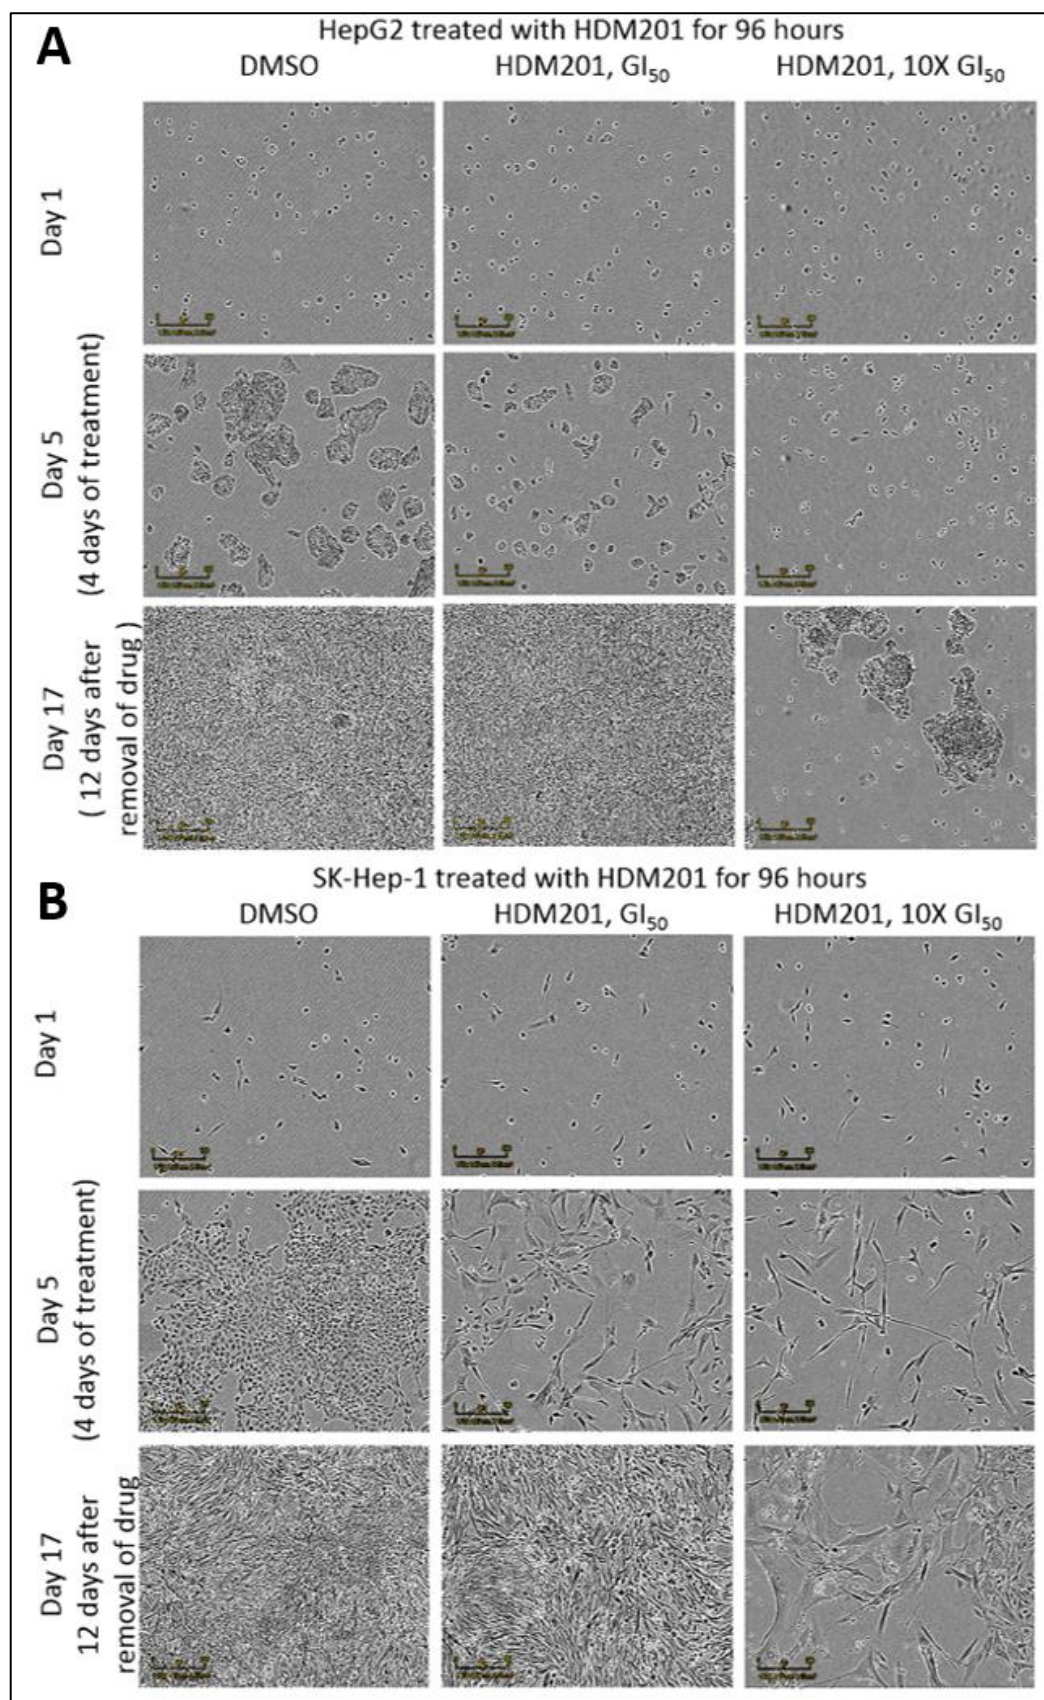 A
HepG2 treated with HDM201 for 96 hours
DMSO
HDM201, GI50
HDM201, 10X GI50
Day 1
Day 5
(4 days of treatment)
Day 17
( 12 days after
removal of drug )
B
SK-Hep-1 treated with HDM201 for 96 hours
DMSO
HDM201, GI50
HDM201, 10X GI50
Day 1
Day 5
(4 days of treatment)
Day 17
12 days after
removal of drug